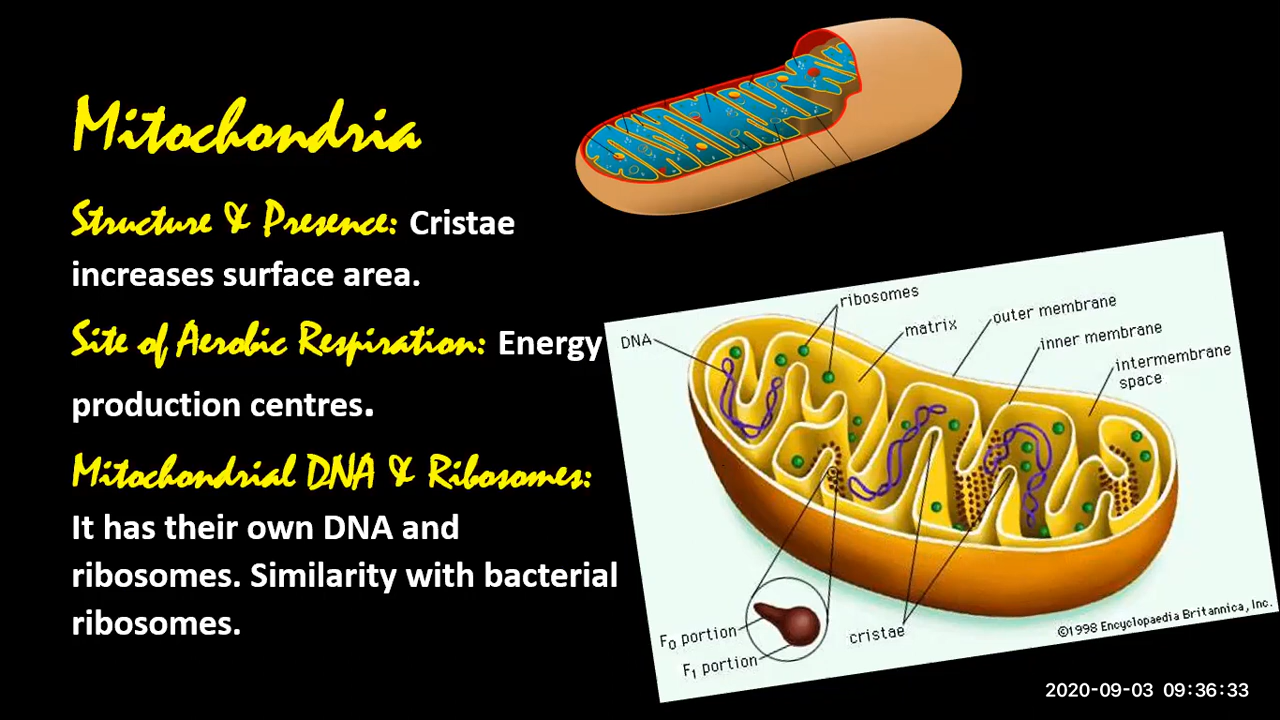 Mitochondria
Structure & Presence: Cristae
increases surface area.
Site of Aerobic Respiration: Energy
production centres.
Mitochondrial DNA & Ribosomes:
It has their own DNA and
ribosomes. Similarity with bacterial
ribosomes.
ribosomes
DNA
matrix
outer membrane
inner membrane
intermembrane
space
F₀ portion
F₁ portion
cristae
©1998 Encyclopaedia Britannica, Inc.
2020-09-03 09:36:33